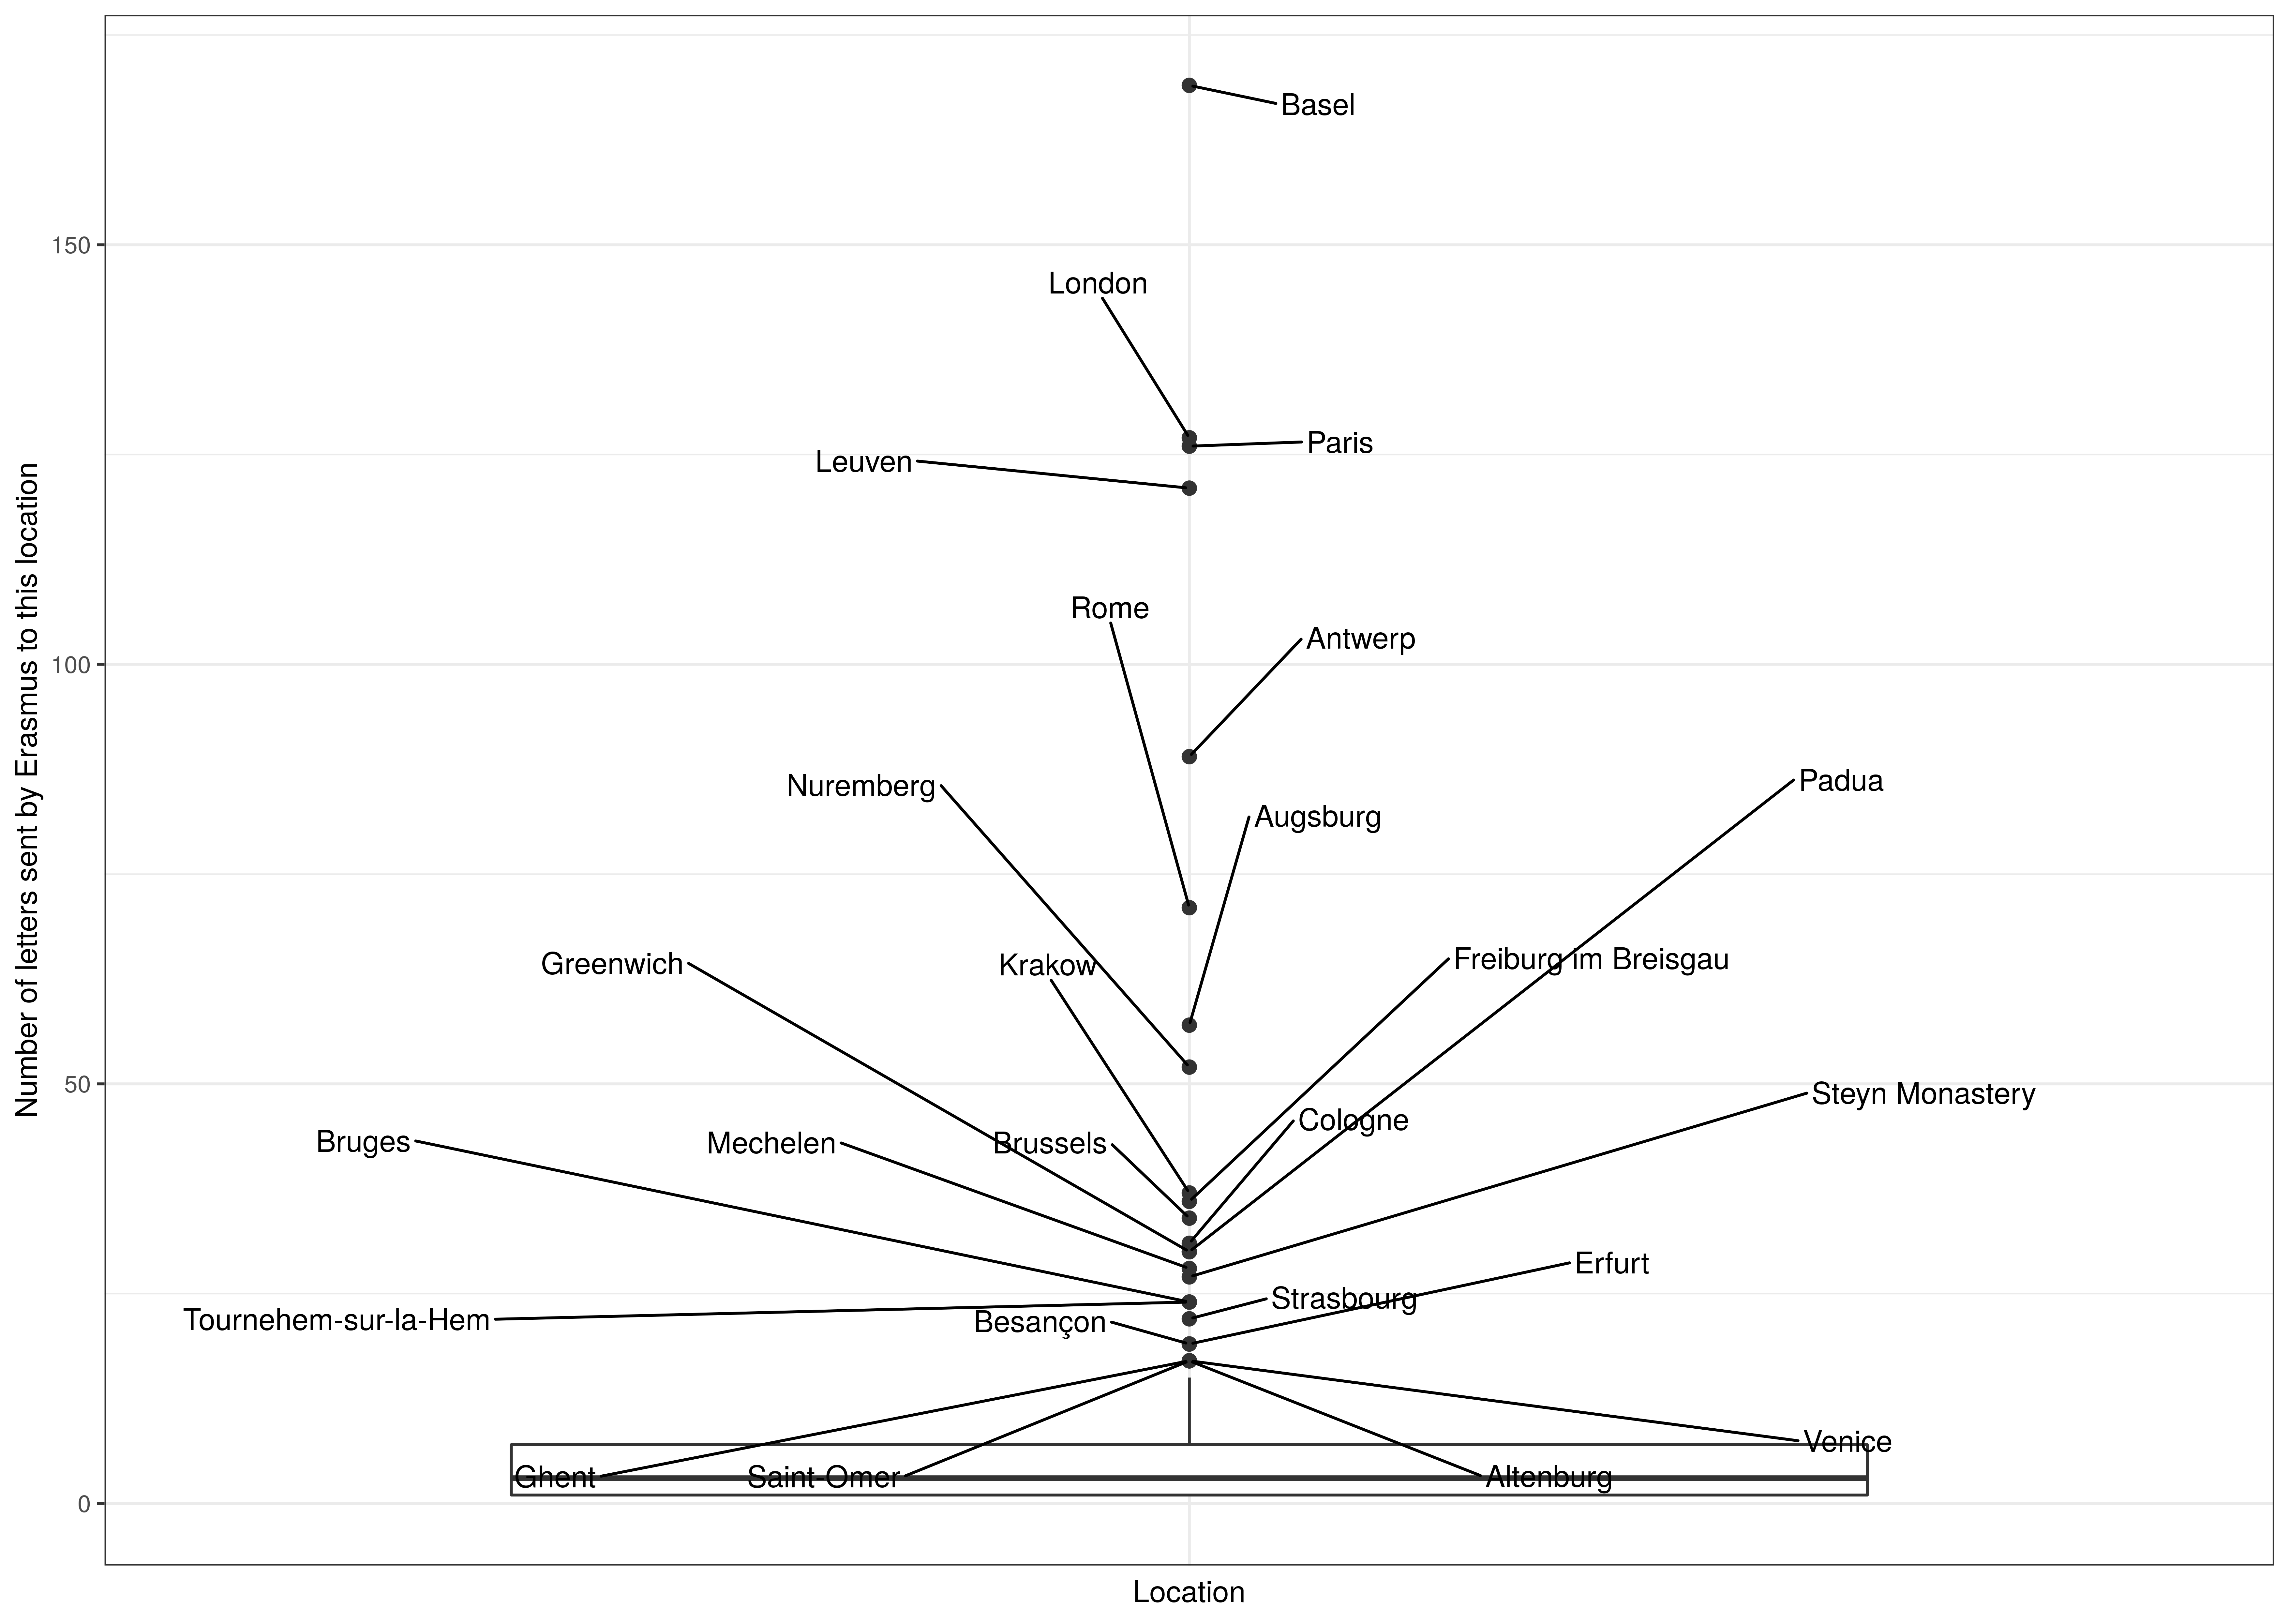 Number of letters sent by Erasmus to this location
150
100
50
0
Basel
London
Paris
Leuven
Rome
Antwerp
Nuremberg
Padua
Augsburg
Greenwich
Krakow
Freiburg im Breisgau
Steyn Monastery
Cologne
Bruges
Mechelen
Brussels
Erfurt
Strasbourg
Tournehem-sur-la-Hem
Besançon
Venice
Ghent
Saint-Omer
Altenburg
Location